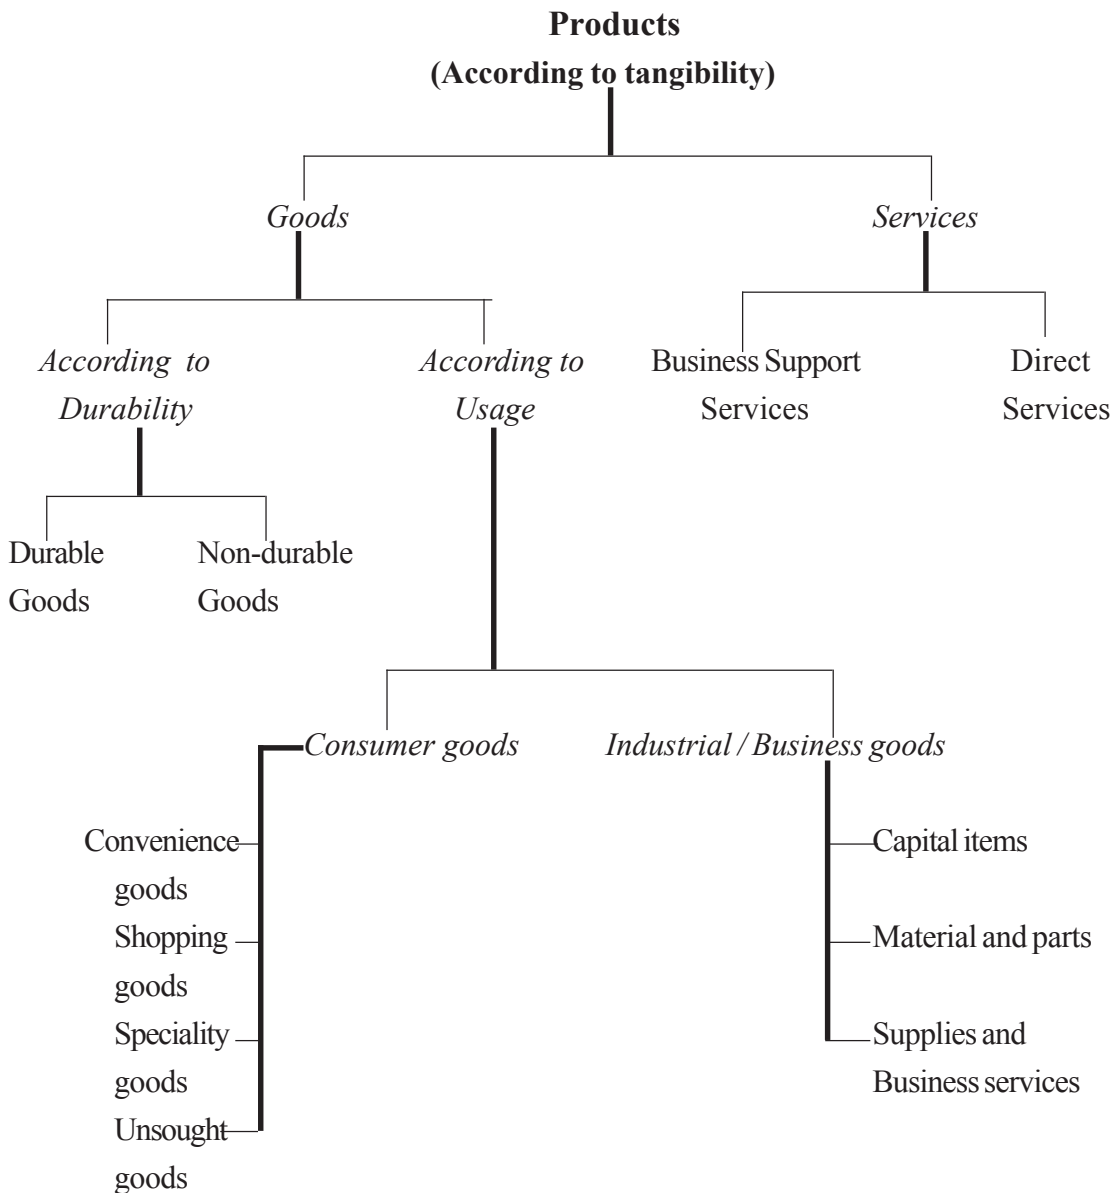 Products
(According to tangibility)
Goods
Services
According to
Durability
According to
Usage
Business Support
Services
Direct
Services
Durable
Goods
Non-durable
Goods
Consumer goods
Industrial / Business goods
Convenience
goods
Shopping
goods
Speciality
goods
Unsought
goods
Capital items
Material and parts
Supplies and
Business services